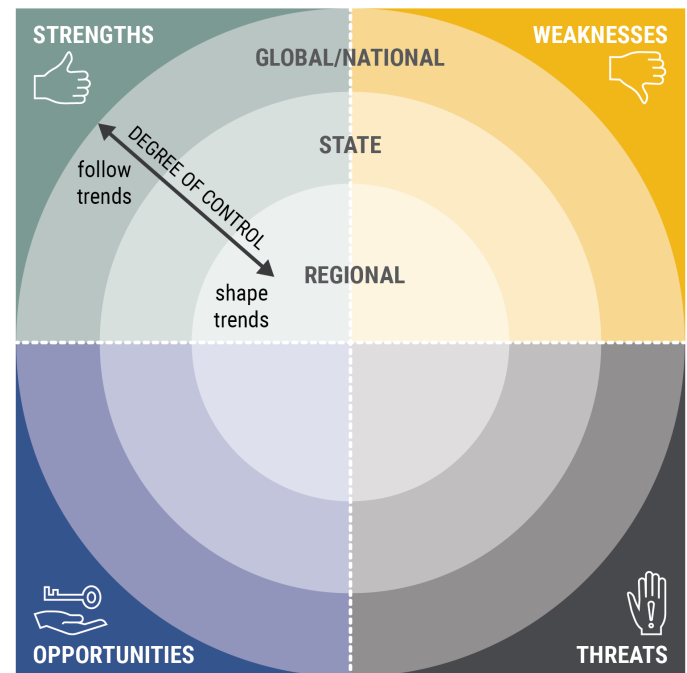 STRENGTHS
WEAKNESSES
GLOBAL/NATIONAL
STATE
DEGREE OF CONTROL
follow
trends
REGIONAL
shape
trends
OPPORTUNITIES
THREATS